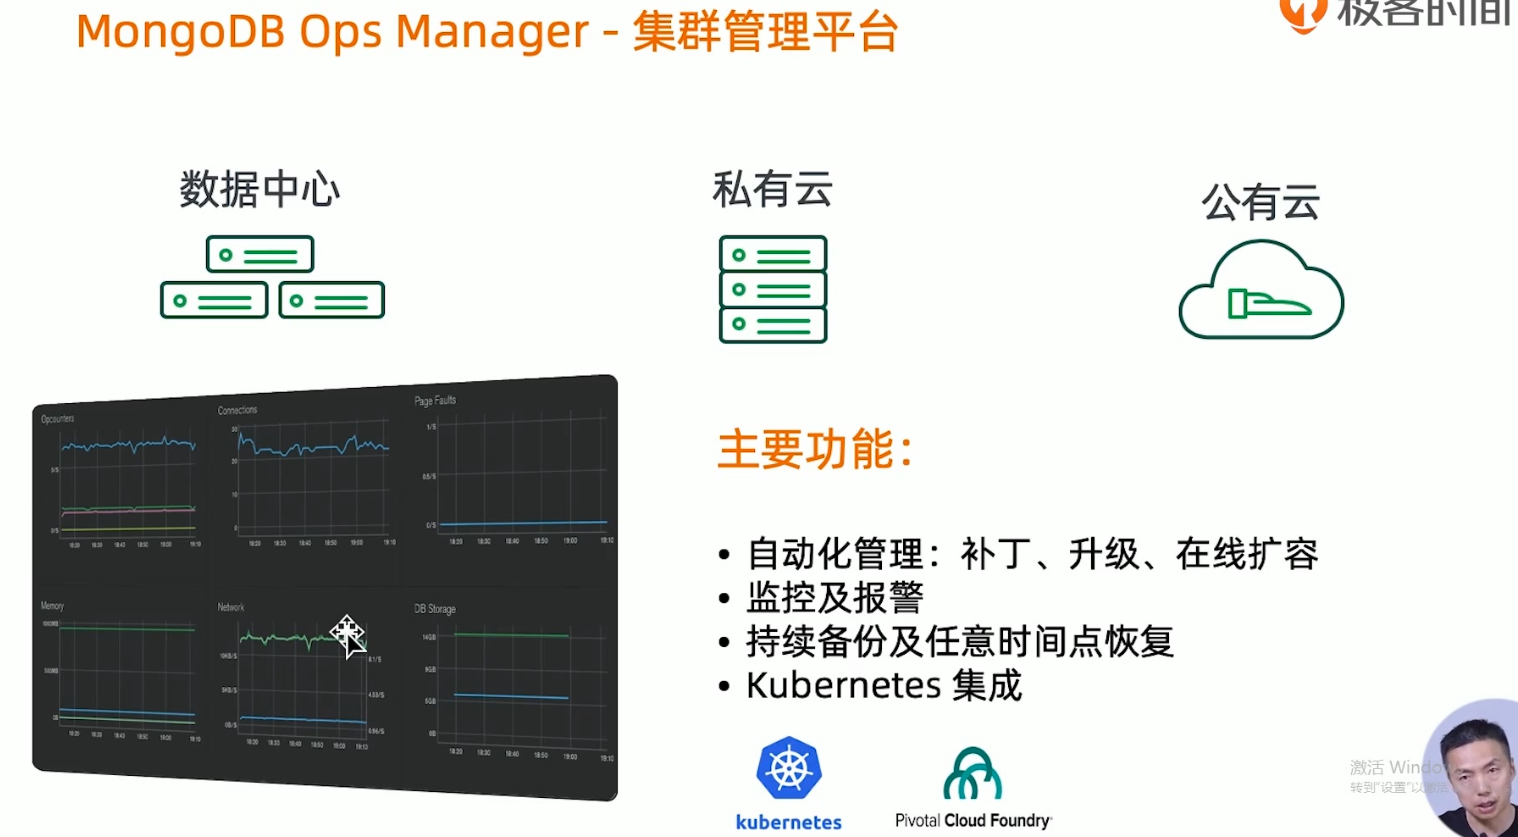 MongoDB Ops Manager - 集群管理平台
极客时间
数据中心
私有云
公有云
Opcounters
Connections
Page Faults
主要功能：
• 自动化管理：补丁、升级、在线扩容
• 监控及报警
• 持续备份及任意时间点恢复
• Kubernetes 集成
Memory
Network
DB Storage
kubernetes
Pivotal Cloud Foundry
激活 Windo
转到"设置"以激活